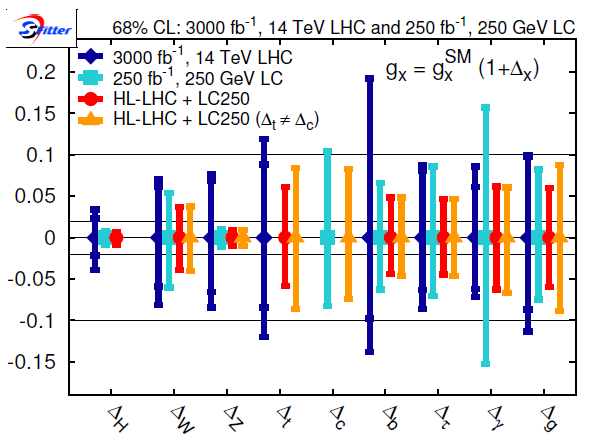 SFitter
68% CL: 3000 fb⁻¹, 14 TeV LHC and 250 fb⁻¹, 250 GeV LC
3000 fb⁻¹, 14 TeV LHC
250 fb⁻¹, 250 GeV LC
HL-LHC + LC250
HL-LHC + LC250 (Δt ≠ Δc)
gx = gxSM (1+Δx)
0.2
0.15
0.1
0.05
0
-0.05
-0.1
-0.15
ΔH ΔW ΔZ Δt Δc Δb Δτ Δγ Δg